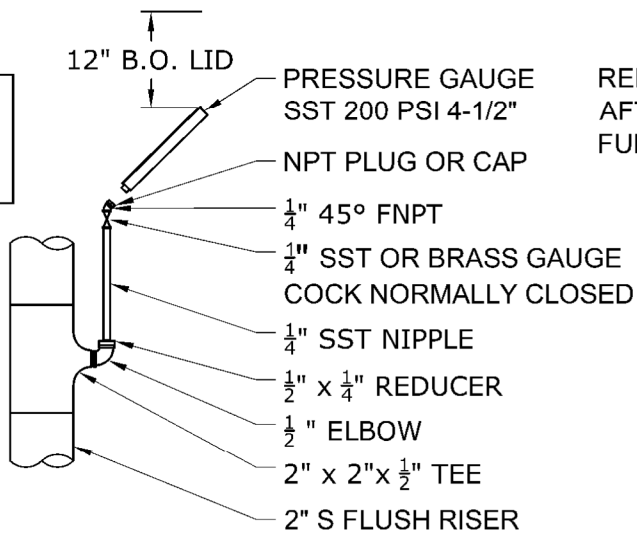 12" B.O. LID
PRESSURE GAUGE
SST 200 PSI 4-1/2"
NPT PLUG OR CAP
1/4" 45° FNPT
1/4" SST OR BRASS GAUGE
COCK NORMALLY CLOSED
1/4" SST NIPPLE
1/2" x 1/4" REDUCER
1/2 " ELBOW
2" x 2"x 1/2" TEE
2" S FLUSH RISER